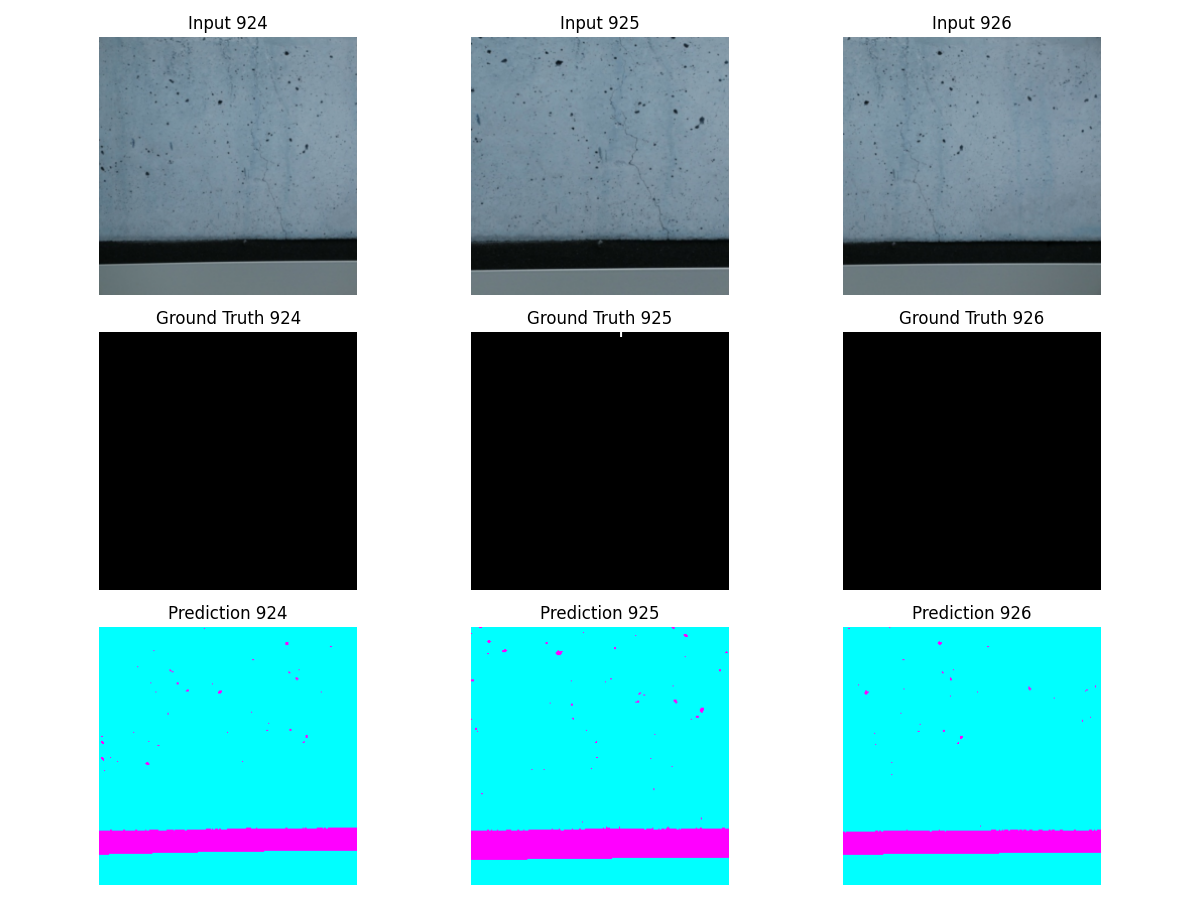 Input 924
Input 925
Input 926
Ground Truth 924
Ground Truth 925
Ground Truth 926
Prediction 924
Prediction 925
Prediction 926